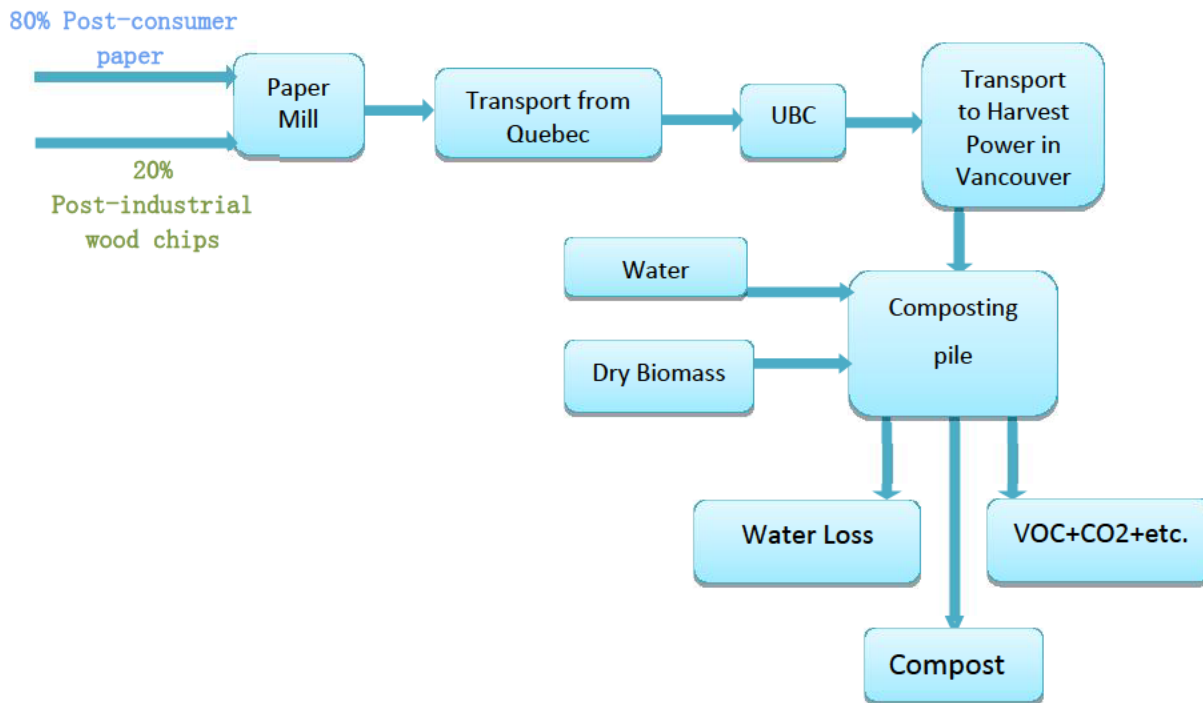 80% Post-consumer
paper
20%
Post-industrial
wood chips
Paper
Mill
Transport from
Quebec
UBC
Transport
to Harvest
Power in
Vancouver
Water
Dry Biomass
Composting
pile
Water Loss
VOC+CO2+etc.
Compost